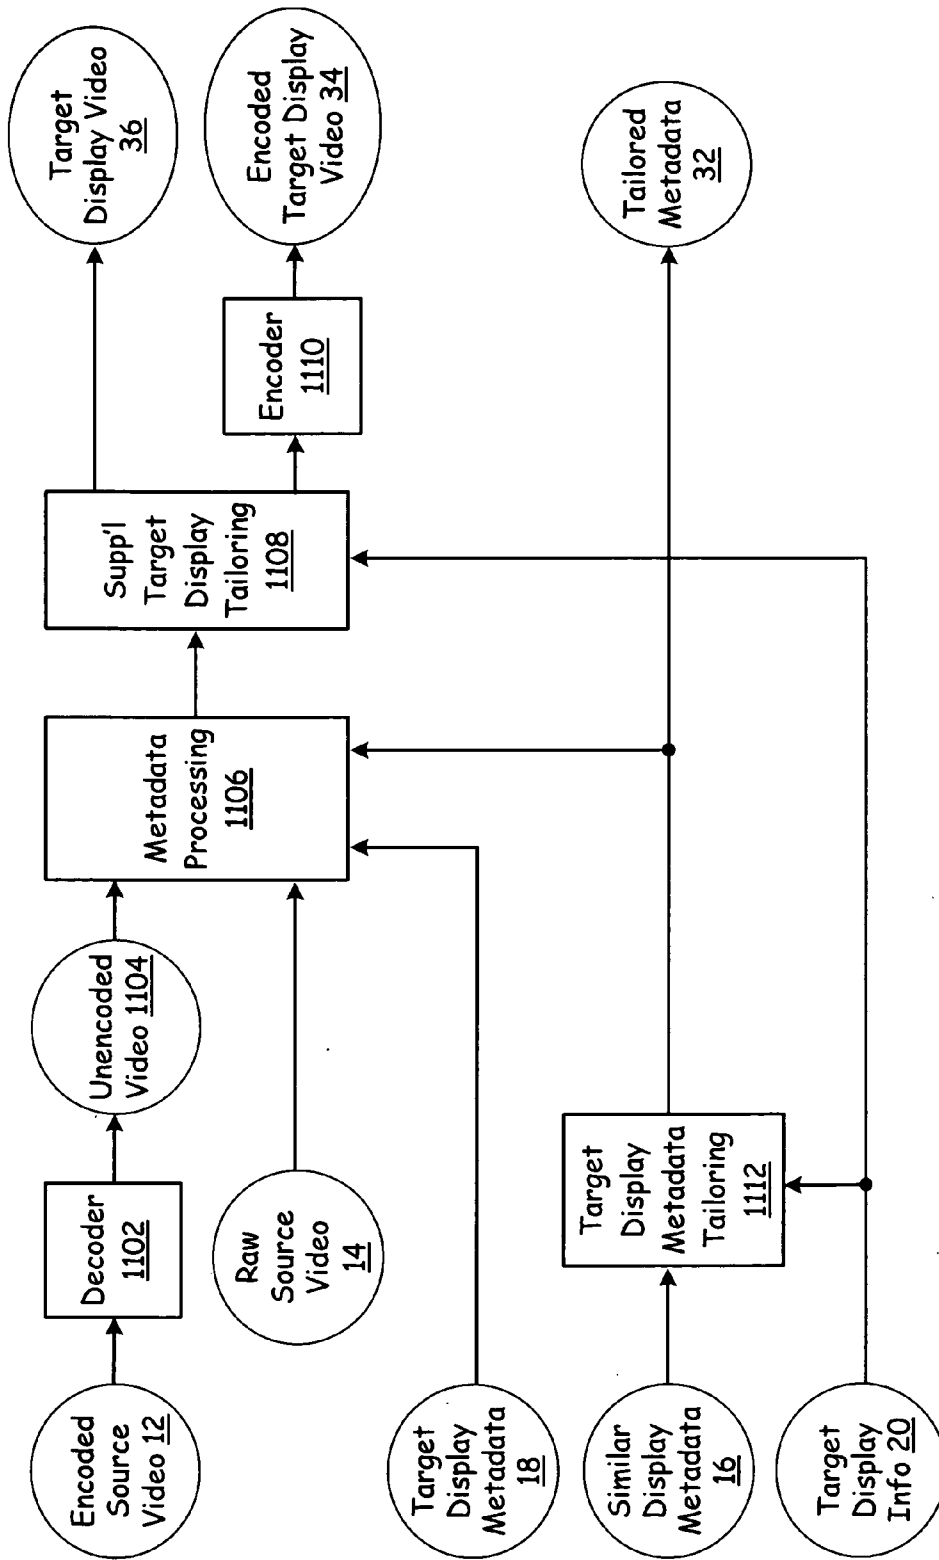 Encoded
Source
Video 12
Decoder
1102
Unencoded
Video 1104
Raw
Source
Video
14
Metadata
Processing
1106
Supp'l
Target
Display
Tailoring
1108
Target
Display Video
36
Encoder
1110
Encoded
Target Display
Video 34
Target
Display
Metadata
18
Similar
Display
Metadata
16
Target
Display
Metadata
Tailoring
1112
Tailored
Metadata
32
Target
Display
Info 20